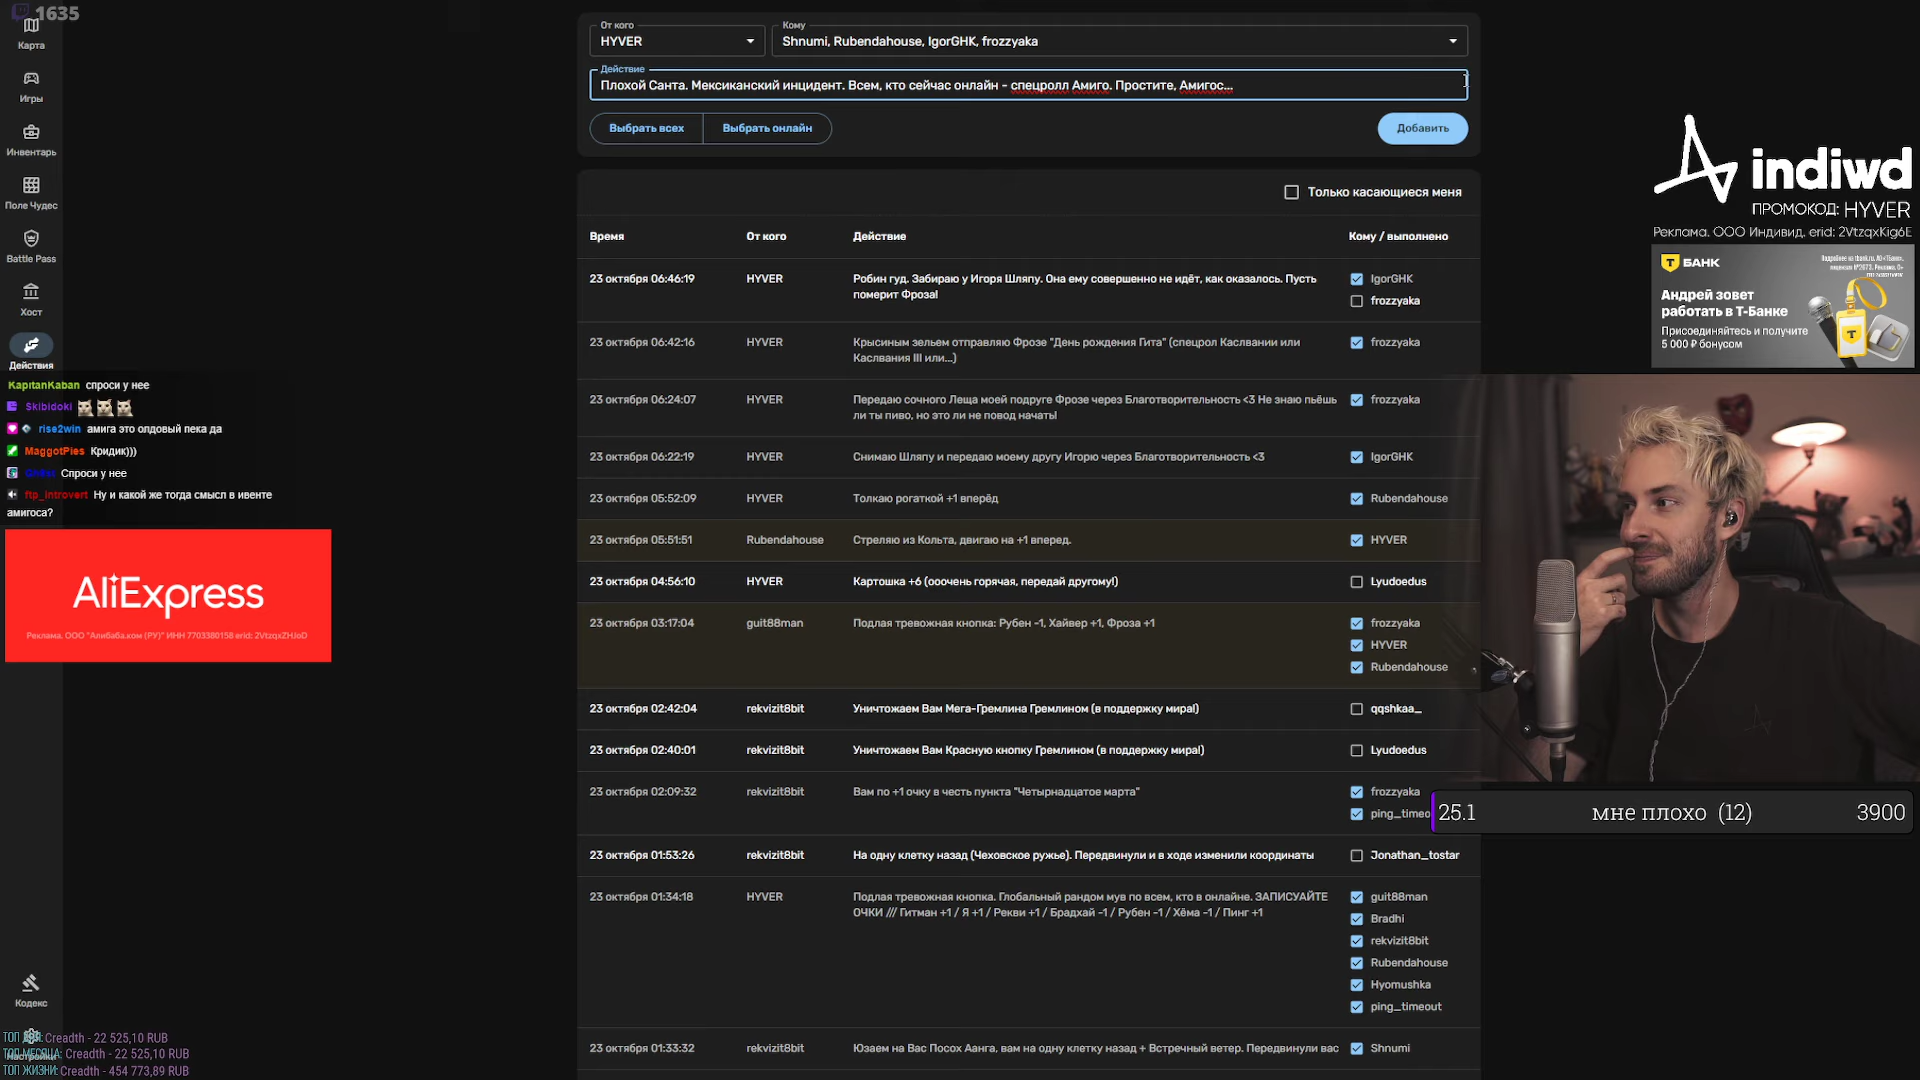 1635
Карта
Игры
Инвентарь
Поле Чудес
Battle Pass
Хост
Действия
KapitanKaban спроси у нее
Skibidoki
rise2win амига это олдовый пека да
MaggotPies Кридик)))
Спроси у нее
ftp_introvert Ну и какой же тогда смысл в ивенте
амигоса?
AliExpress
Реклама. ООО "Алибаба.ком (РУ)" ИНН 7703380158 erid: 2VtzqxZHJoD
Кодекс
Настройки
Creadth - 22 525,10 RUB
ТОП МЕСЯЦА: Creadth - 22 525,10 RUB
ТОП ЖИЗНИ: Creadth - 454 773,89 RUB
От кого
HYVER
Кому
Shnumi, Rubendahouse, IgorGHK, frozzyaka
Действие
Плохой Санта. Мексиканский инцидент. Всем, кто сейчас онлайн - спецролл Амиго. Простите, Амигос...
Выбрать всех
Выбрать онлайн
Добавить
Только касающиеся меня
Время От кого Действие Кому / выполнено
23 октября 06:46:19 HYVER Робин гуд. Забираю у Игоря Шляпу. Она ему совершенно не идёт, как оказалось. Пусть IgorGHK
померит Фроза! frozzyaka
23 октября 06:42:16 HYVER Крысиным зельем отправляю Фрозе "День рождения Гита" (спецрол Каслвании или frozzyaka
Каслвания III или...)
23 октября 06:24:07 HYVER Передаю сочного Леща моей подруге Фрозе через Благотворительность <3 Не знаю пьёшь frozzyaka
ли ты пиво, но это ли не повод начать!
23 октября 06:22:19 HYVER Снимаю Шляпу и передаю моему другу Игорю через Благотворительность <3 IgorGHK
23 октября 05:52:09 HYVER Толкаю рогаткой +1 вперёд Rubendahouse
23 октября 05:51:51 Rubendahouse Стреляю из Кольта, двигаю на +1 вперед. HYVER
23 октября 04:56:10 HYVER Картошка +6 (ооочень горячая, передай другому!) Lyudoedus
23 октября 03:17:04 guit88man Подлая тревожная кнопка: Рубен -1, Хайвер +1, Фроза +1 frozzyaka
HYVER
Rubendahouse
23 октября 02:42:04 rekvizit8bit Уничтожаем Вам Мега-Гремлина Гремлином (в поддержку мира!) qqshkaa_
23 октября 02:40:01 rekvizit8bit Уничтожаем Вам Красную кнопку Гремлином (в поддержку мира!) Lyudoedus
23 октября 02:09:32 rekvizit8bit Вам по +1 очку в честь пункта "Четырнадцатое марта" frozzyaka
ping_timeo
23 октября 01:53:26 rekvizit8bit На одну клетку назад (Чеховское ружье). Передвинули и в ходе изменили координаты Jonathan_tostar
23 октября 01:34:18 HYVER Подлая тревожная кнопка. Глобальный рандом мув по всем, кто в онлайне. ЗАПИСУАЙТЕ guit88man
ОЧКИ /// Гитман +1 / Я +1 / Рекви +1 / Брадхай -1 / Рубен -1 / Хёма -1 / Пинг +1 Bradhi
rekvizit8bit
Rubendahouse
Hyomushka
ping_timeout
23 октября 01:33:32 rekvizit8bit Юзаем на Вас Посох Аанга, вам на одну клетку назад + Встречный ветер. Передвинули вас Shnumi
indiwd
ПРОМОКОД: HYVER
Реклама. ООО Индивид. erid: 2VtzqxKig6E
Т БАНК
Андрей зовет
работать в Т-Банке
Присоединяйтесь и получите
5 000 ₽ бонусом
25.1 мне плохо (12) 3900